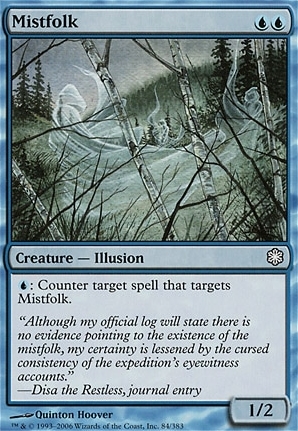 Mistfolk
Creature — Illusion
: Counter target spell that targets
Mistfolk.
“Although my official log will state there is
no evidence pointing to the existence of the
mistfolk, my certainty is lessened by the cursed
consistency of the expedition’s eyewitness
accounts.”
—Disa the Restless, journal entry
Quinton Hoover
™ & © 1993–2006 Wizards of the Coast, Inc. 84/383
1/2